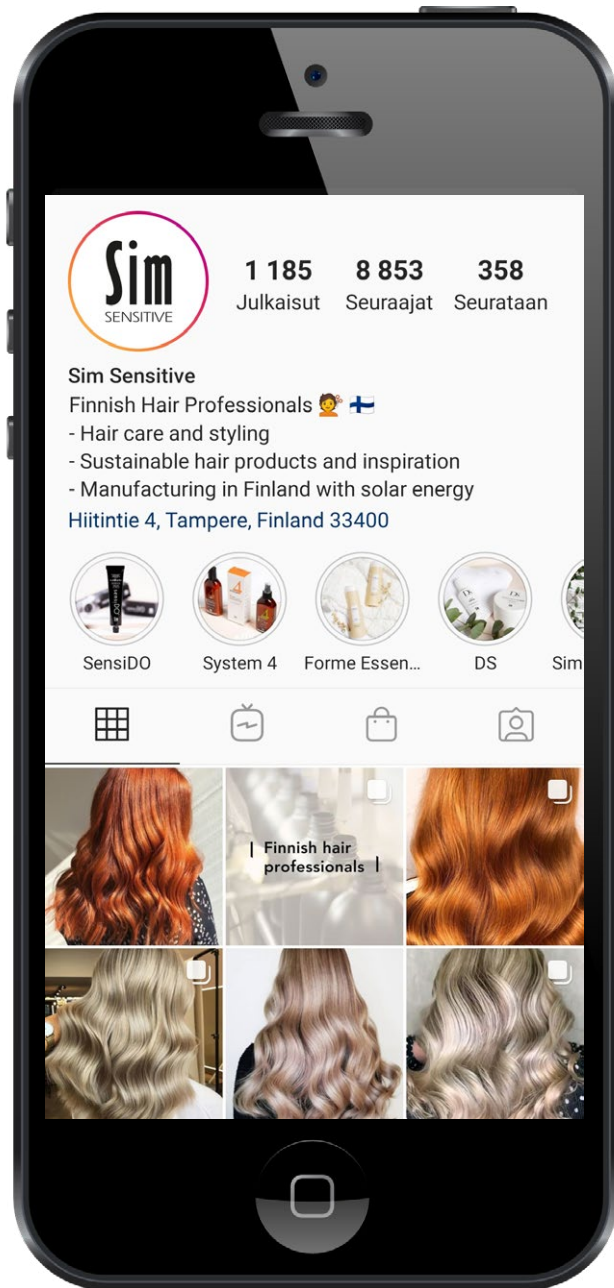 Sim
SENSITIVE
1 185 8 853 358
Julkaisut Seuraajat Seurataan
Sim Sensitive
Finnish Hair Professionals 💇 🇫🇮
- Hair care and styling
- Sustainable hair products and inspiration
- Manufacturing in Finland with solar energy
Hiitintie 4, Tampere, Finland 33400
SensiDO System 4 Forme Essen... DS Sim
| Finnish hair
professionals |